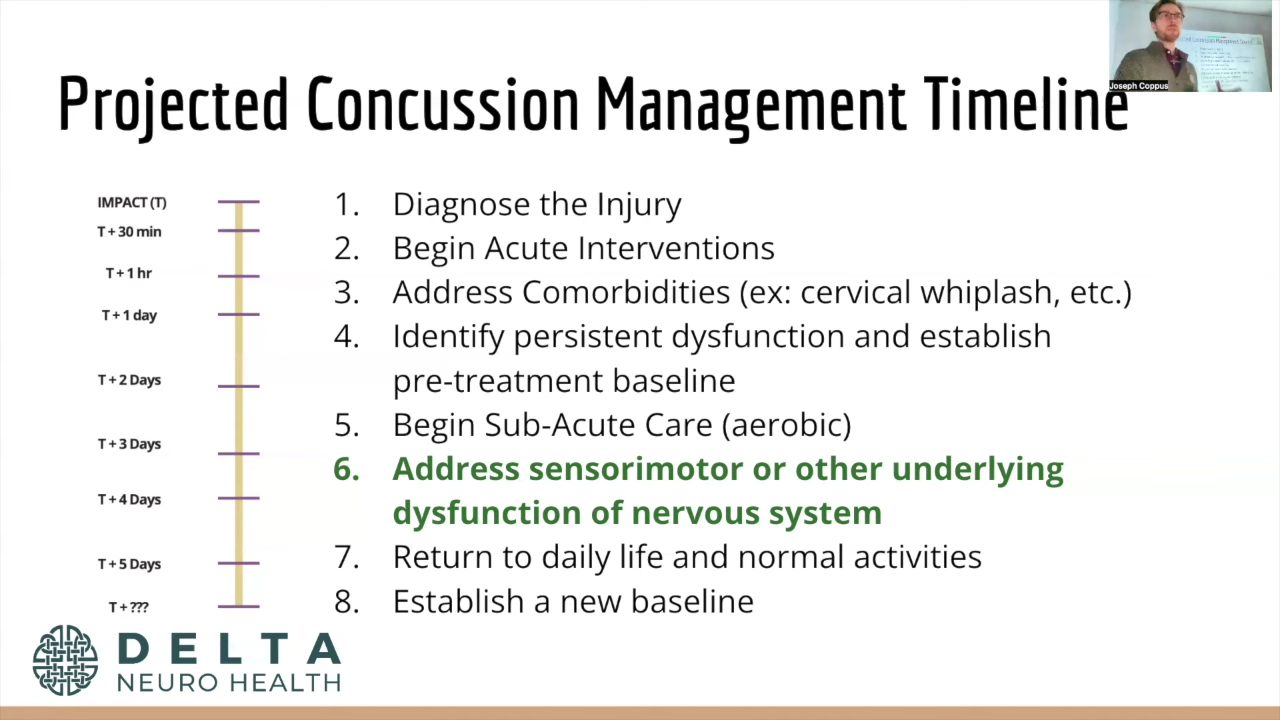 Projected Concussion Management Timeline
Joseph Coppus
IMPACT (T)
T + 30 min
T + 1 hr
T + 1 day
T + 2 Days
T + 3 Days
T + 4 Days
T + 5 Days
T + ???
1. Diagnose the Injury
2. Begin Acute Interventions
3. Address Comorbidities (ex: cervical whiplash, etc.)
4. Identify persistent dysfunction and establish
pre-treatment baseline
5. Begin Sub-Acute Care (aerobic)
6. Address sensorimotor or other underlying
dysfunction of nervous system
7. Return to daily life and normal activities
8. Establish a new baseline
DELTA
NEURO HEALTH